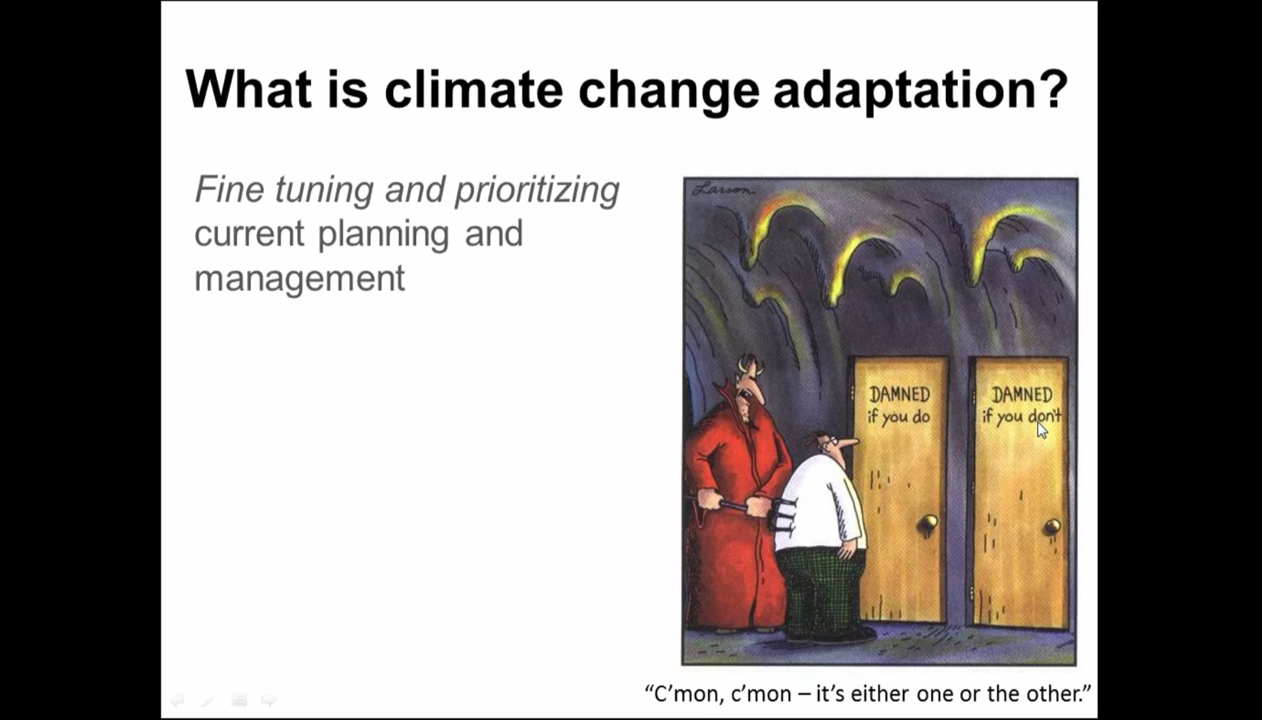 What is climate change adaptation?
Fine tuning and prioritizing
current planning and
management
Larson
DAMNED
if you do
DAMNED
if you don't
“C’mon, c’mon – it’s either one or the other.”